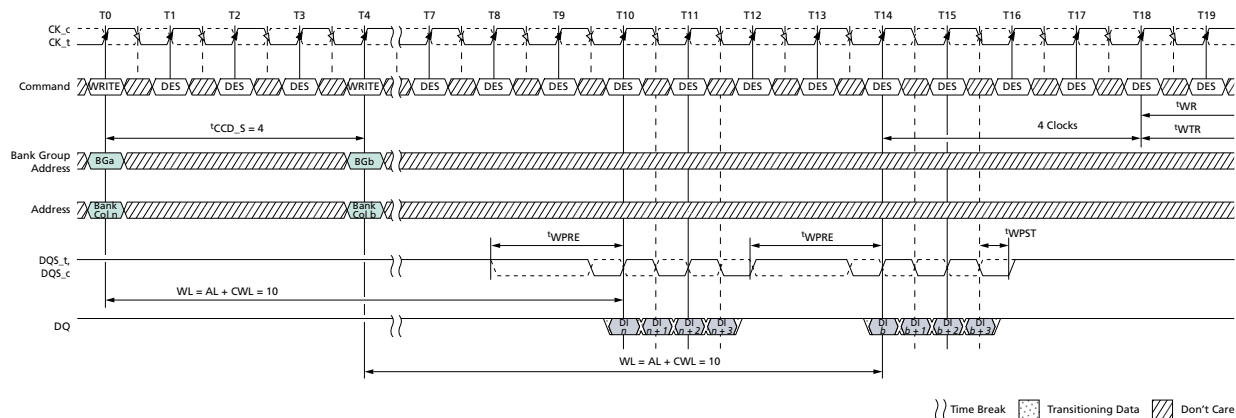 T0 T1 T2 T3 T4 T7 T8 T9 T10 T11 T12 T13 T14 T15 T16 T17 T18 T19
CK_c
CK_t
Command WRITE DES DES DES WRITE DES DES DES DES DES DES DES DES DES DES DES DES DES
tWR
tCCD_S = 4 4 Clocks tWTR
Bank Group
Address BGa BGb
Address Bank
Col n Bank
Col b
tWPRE tWPRE tWPST
DQS_t,
DQS_c
WL = AL + CWL = 10
DQ DI
n DI
n + 1 DI
n + 2 DI
n + 3 DI
b DI
b + 1 DI
b + 2 DI
b + 3
WL = AL + CWL = 10
Time Break Transitioning Data Don't Care